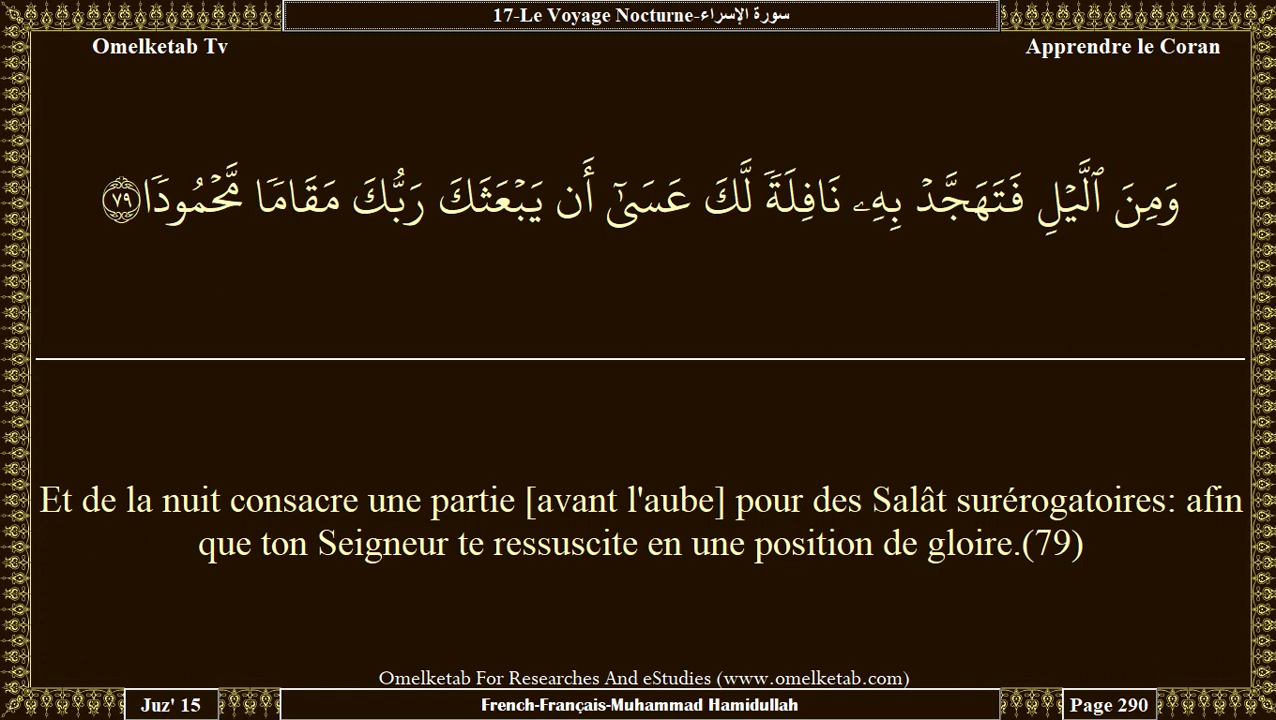 17-Le Voyage Nocturne-سورة الإسراء
Omelketab Tv
Apprendre le Coran
وَمِنَ ٱلَّيۡلِ فَتَهَجَّدۡ بِهِۦ نَافِلَةٗ لَّكَ عَسَىٰٓ أَن يَبۡعَثَكَ رَبُّكَ مَقَامٗا مَّحۡمُودٗا ٧٩
Et de la nuit consacre une partie [avant l'aube] pour des Salât surérogatoires: afin
que ton Seigneur te ressuscite en une position de gloire.(79)
Omelketab For Researches And eStudies (www.omelketab.com)
Juz' 15
French-Français-Muhammad Hamidullah
Page 290